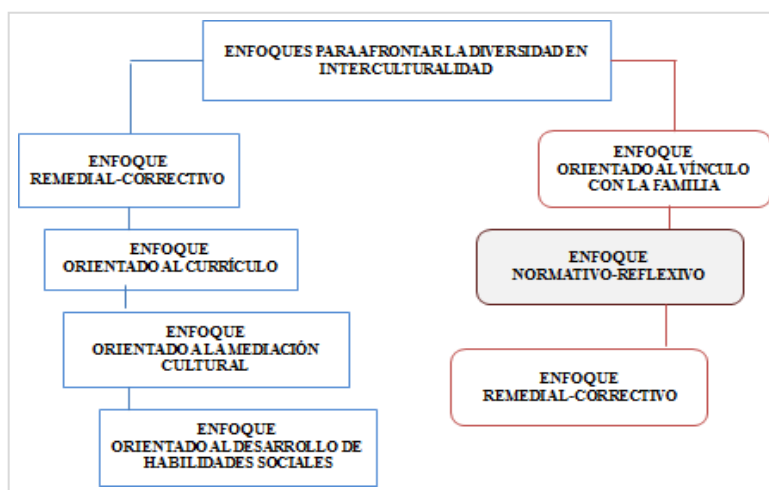 ENFOQUES PARA AFRONTAR LA DIVERSIDAD EN
INTERCULTURALIDAD
ENFOQUE
REMEDIAL-CORRECTIVO
ENFOQUE
ORIENTADO AL CURRÍCULO
ENFOQUE
ORIENTADO A LA MEDIACIÓN
CULTURAL
ENFOQUE
ORIENTADO AL DESARROLLO DE
HABILIDADES SOCIALES
ENFOQUE
ORIENTADO AL VÍNCULO
CON LA FAMILIA
ENFOQUE
NORMATIVO-REFLEXIVO
ENFOQUE
REMEDIAL-CORRECTIVO